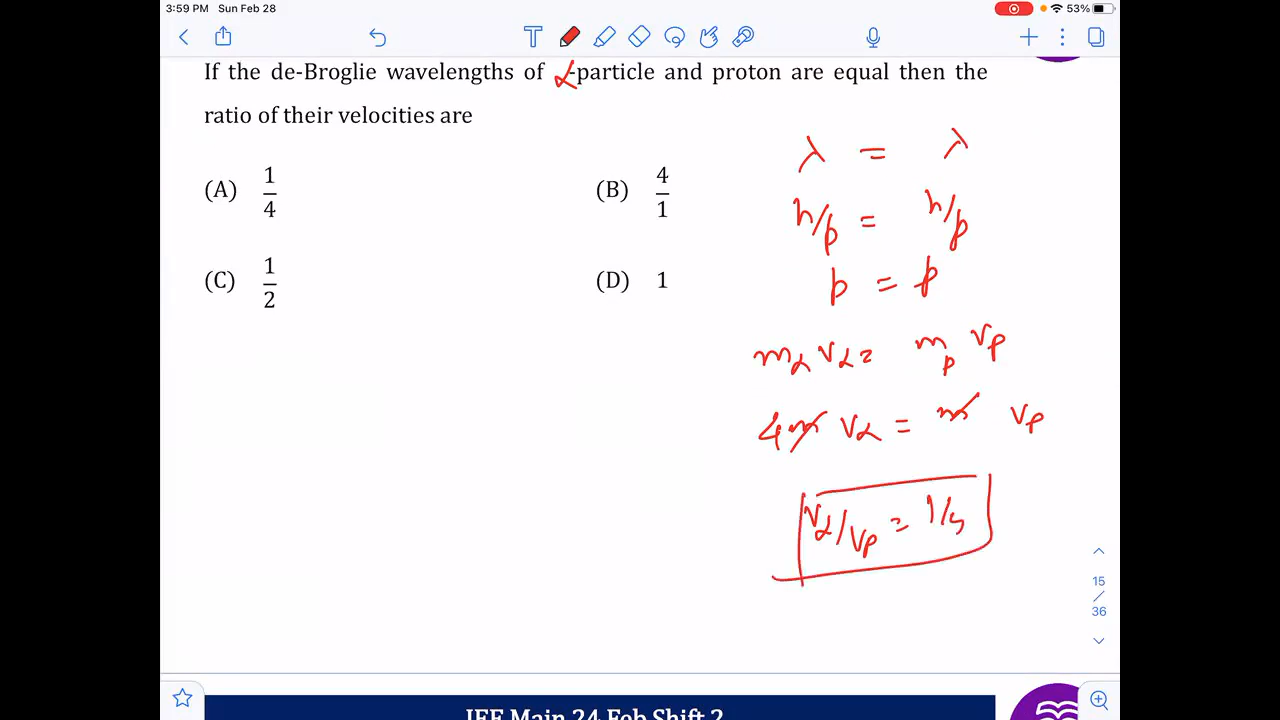 3:59 PM Sun Feb 28
53%
If the de-Broglie wavelengths of α-particle and proton are equal then the
ratio of their velocities are
(A) 1/4
(B) 4/1
(C) 1/2
(D) 1
λ = λ
h/p = h/p
p = p
mα vα = mp vp
4m vα = m vp
vα/vp = 1/4
15
/
36
JEE Main 24 Feb Shift 2